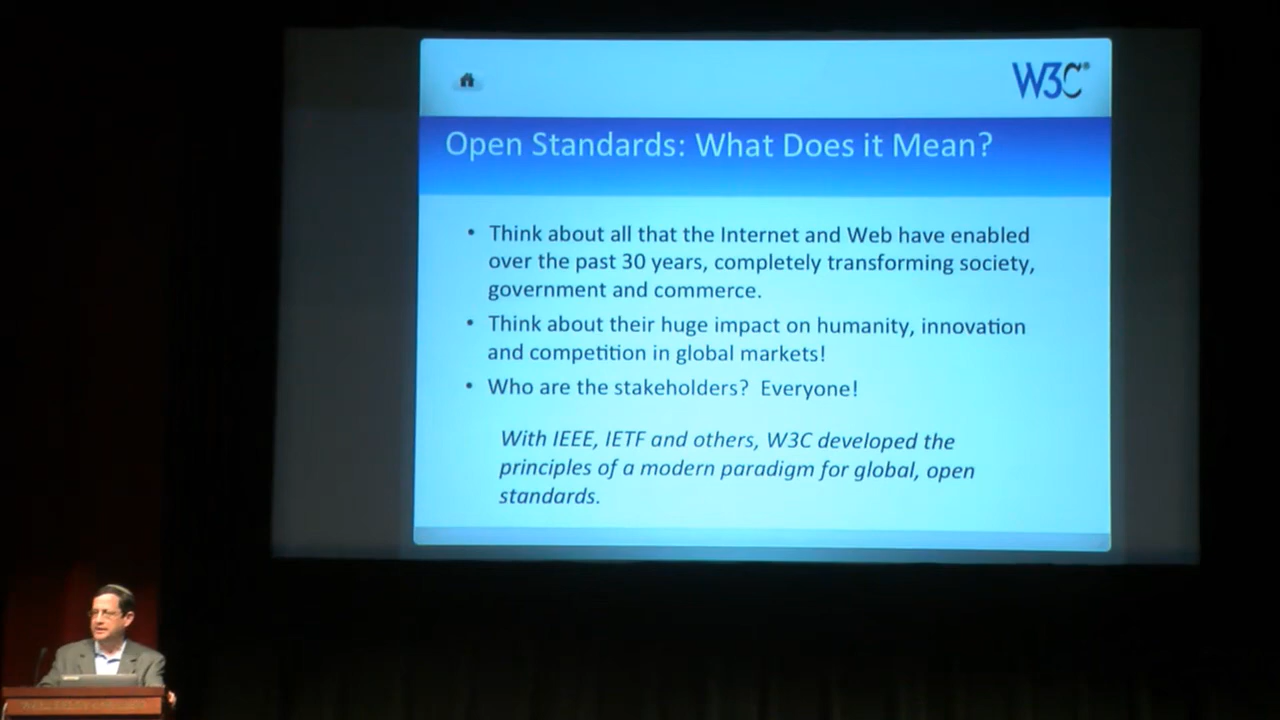 W3C®
Open Standards: What Does it Mean?
• Think about all that the Internet and Web have enabled
over the past 30 years, completely transforming society,
government and commerce.
• Think about their huge impact on humanity, innovation
and competition in global markets!
• Who are the stakeholders?  Everyone!
With IEEE, IETF and others, W3C developed the
principles of a modern paradigm for global, open
standards.